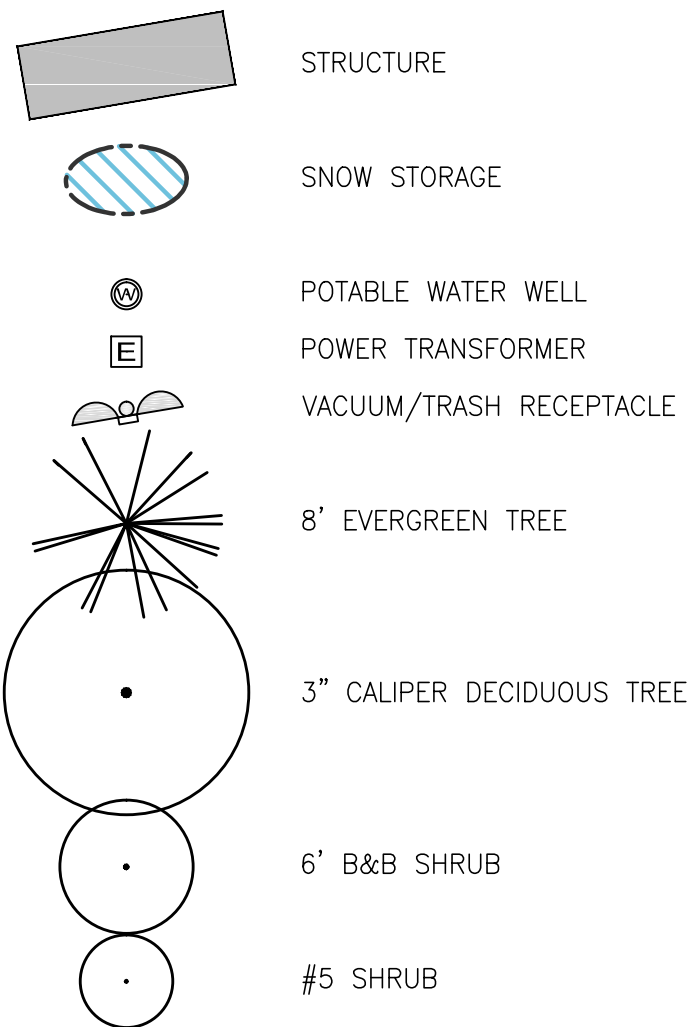 STRUCTURE
SNOW STORAGE
W POTABLE WATER WELL
E POWER TRANSFORMER
VACUUM/TRASH RECEPTACLE
8' EVERGREEN TREE
3" CALIPER DECIDUOUS TREE
6' B&B SHRUB
#5 SHRUB